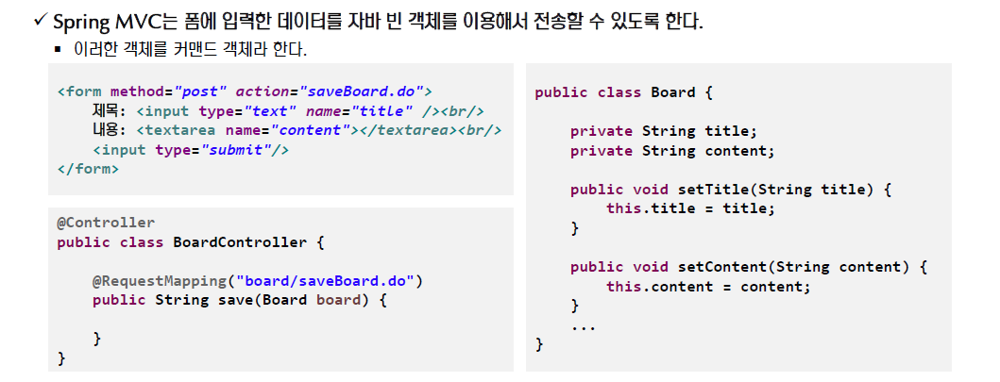 ✓ Spring MVC는 폼에 입력한 데이터를 자바 빈 객체를 이용해서 전송할 수 있도록 한다.
▪ 이러한 객체를 커맨드 객체라 한다.
<form method="post" action="saveBoard.do">
    제목: <input type="text" name="title" /><br/>
    내용: <textarea name="content"></textarea><br/>
    <input type="submit"/>
</form>
@Controller
public class BoardController {
    @RequestMapping("board/saveBoard.do")
    public String save(Board board) {
    }
}
public class Board {
    private String title;
    private String content;
    public void setTitle(String title) {
        this.title = title;
    }
    public void setContent(String content) {
        this.content = content;
    }
    ...
}